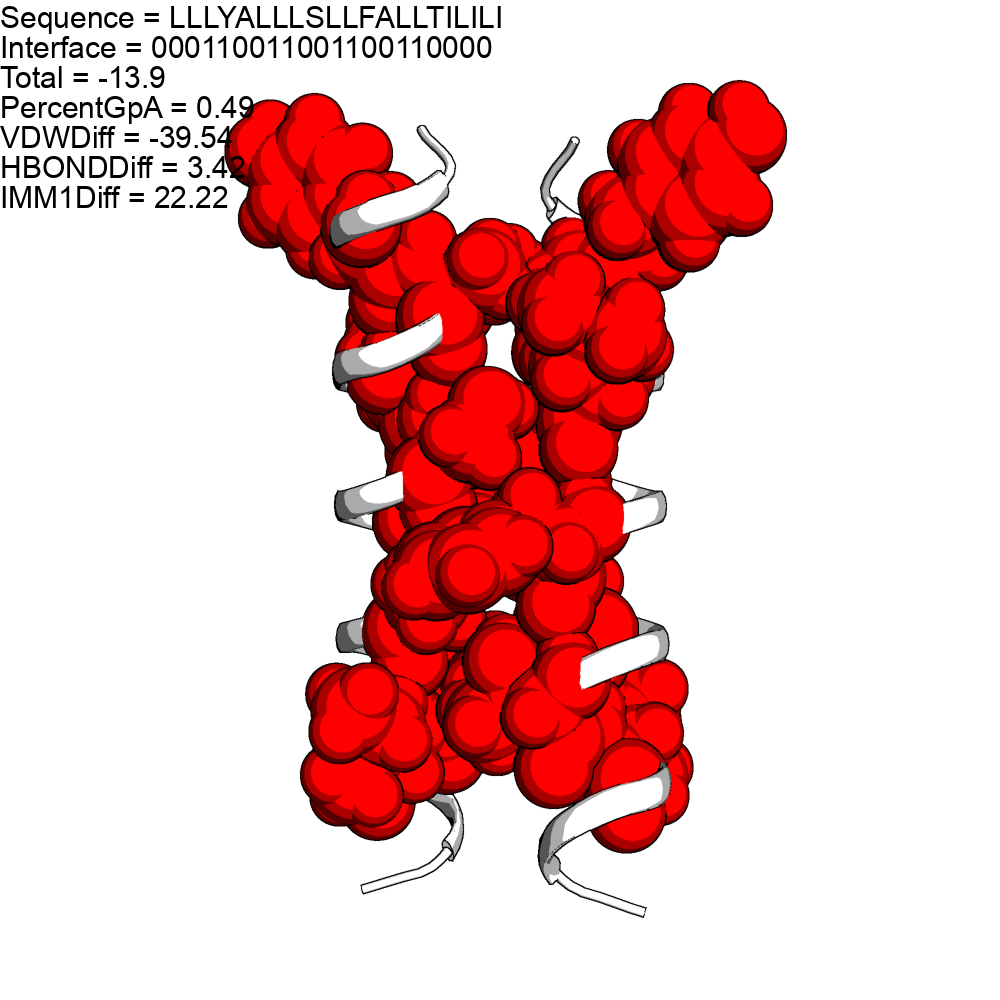 Sequence = LLLYALLLSLLFALLTILILI
Interface = 000110011001100110000
Total = -13.9
PercentGpA = 0.49
VDWDiff = -39.54
HBONDDiff = 3.42
IMM1Diff = 22.22